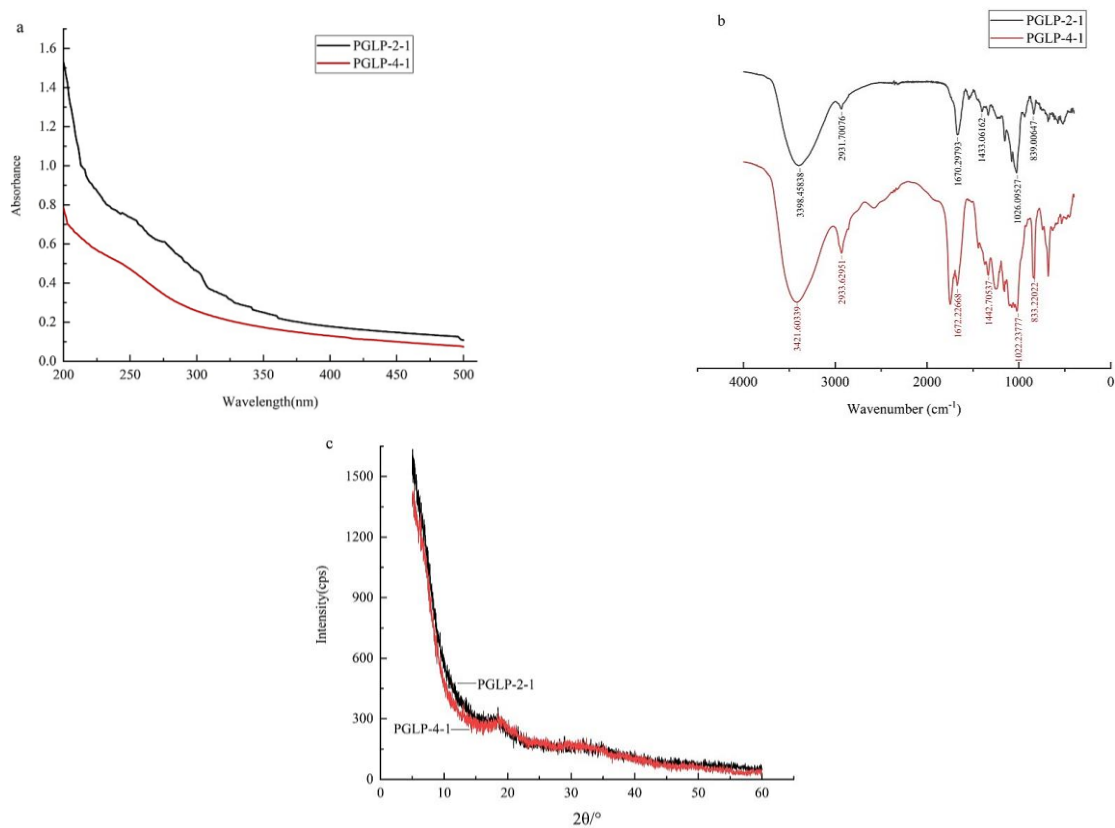 a
PGLP-2-1
PGLP-4-1
1.6
1.4
1.2
1.0
0.8
0.6
0.4
0.2
0.0
Absorbance
200 250 300 350 400 450 500
Wavelength(nm)
b
PGLP-2-1
PGLP-4-1
3398.45838
2931.70076
1670.29793
1433.06162
1026.09527
839.00647
3421.60339
2933.62951
1672.22668
1442.70537
1022.23777
833.22022
4000 3000 2000 1000 0
Wavenumber (cm⁻¹)
c
1500
1200
900
600
300
0
Intensity(cps)
PGLP-2-1
PGLP-4-1
0 10 20 30 40 50 60
2θ/°